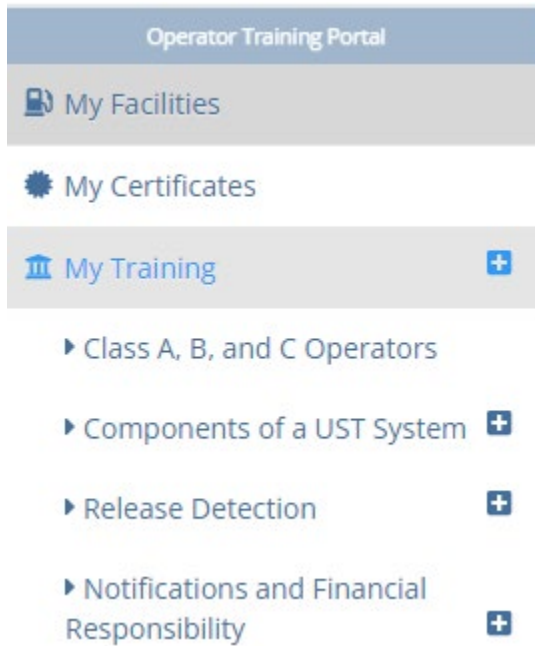 Operator Training Portal
My Facilities
My Certificates
My Training
Class A, B, and C Operators
Components of a UST System
Release Detection
Notifications and Financial
Responsibility